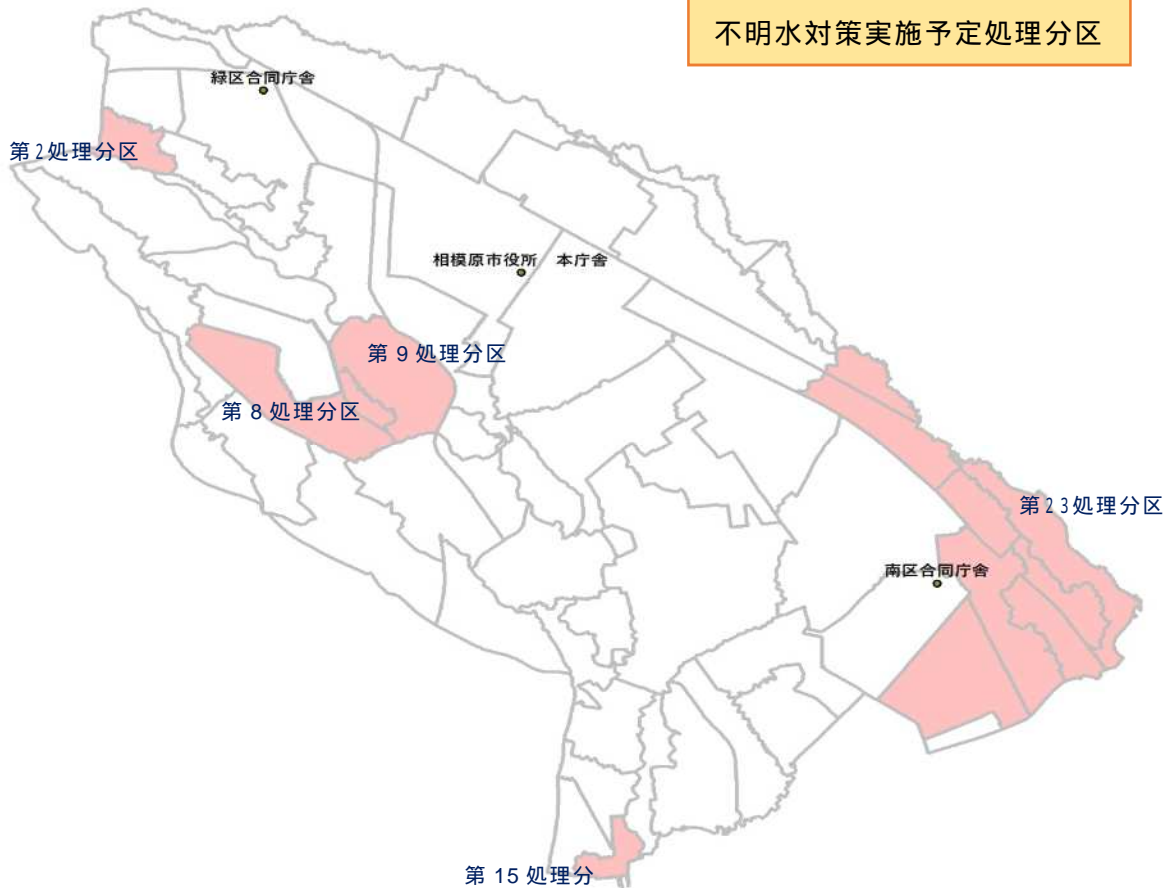 不明水対策実施予定処理分区
緑区合同庁舎
第2処理分区
相模原市役所 本庁舎
第9処理分区
第8処理分区
第23処理分区
南区合同庁舎
第15処理分